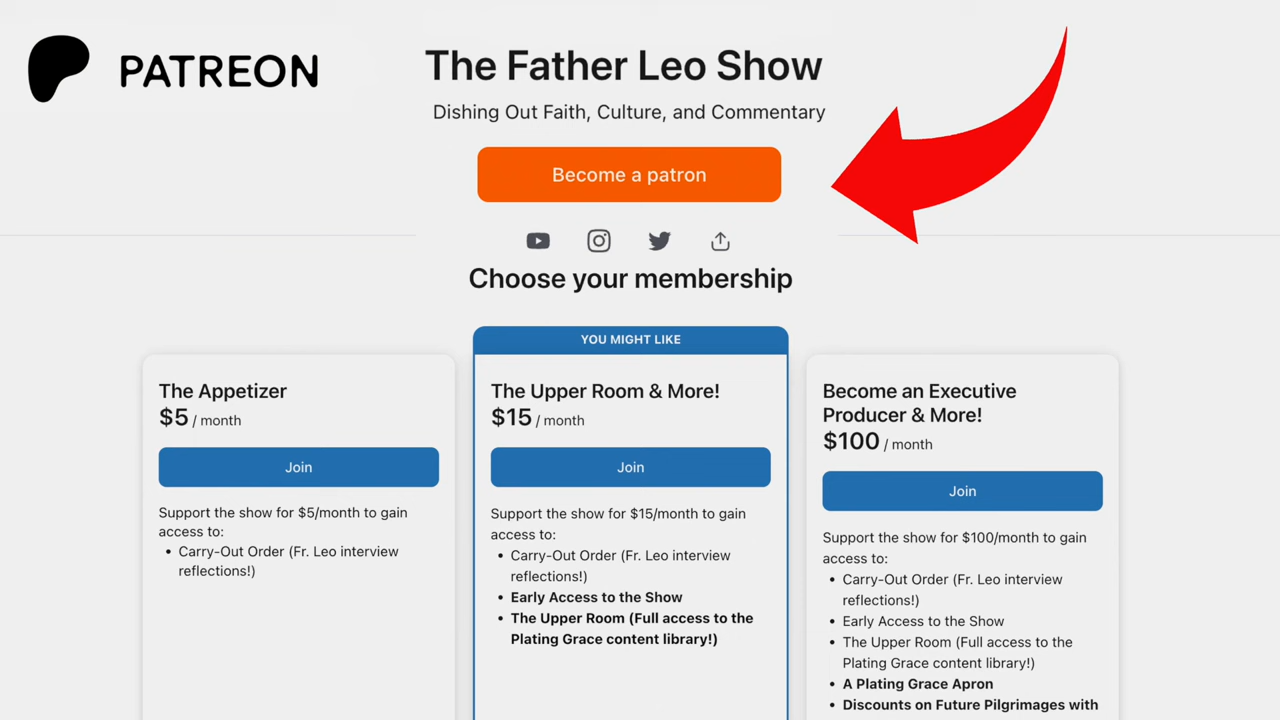 PATREON
The Father Leo Show
Dishing Out Faith, Culture, and Commentary
Become a patron
Choose your membership
YOU MIGHT LIKE
The Appetizer
$5 / month
Join
Support the show for $5/month to gain
access to:
• Carry-Out Order (Fr. Leo interview
reflections!)
The Upper Room & More!
$15 / month
Join
Support the show for $15/month to gain
access to:
• Carry-Out Order (Fr. Leo interview
reflections!)
• Early Access to the Show
• The Upper Room (Full access to the
Plating Grace content library!)
Become an Executive
Producer & More!
$100 / month
Join
Support the show for $100/month to gain
access to:
• Carry-Out Order (Fr. Leo interview
reflections!)
• Early Access to the Show
• The Upper Room (Full access to the
Plating Grace content library!)
• A Plating Grace Apron
• Discounts on Future Pilgrimages with